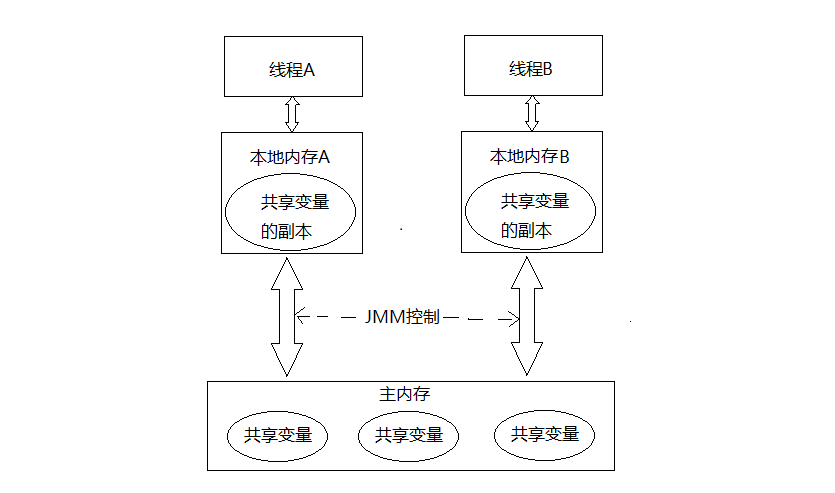 线程A
线程B
本地内存A
本地内存B
共享变量
的副本
共享变量
的副本
JMM控制
主内存
共享变量
共享变量
共享变量